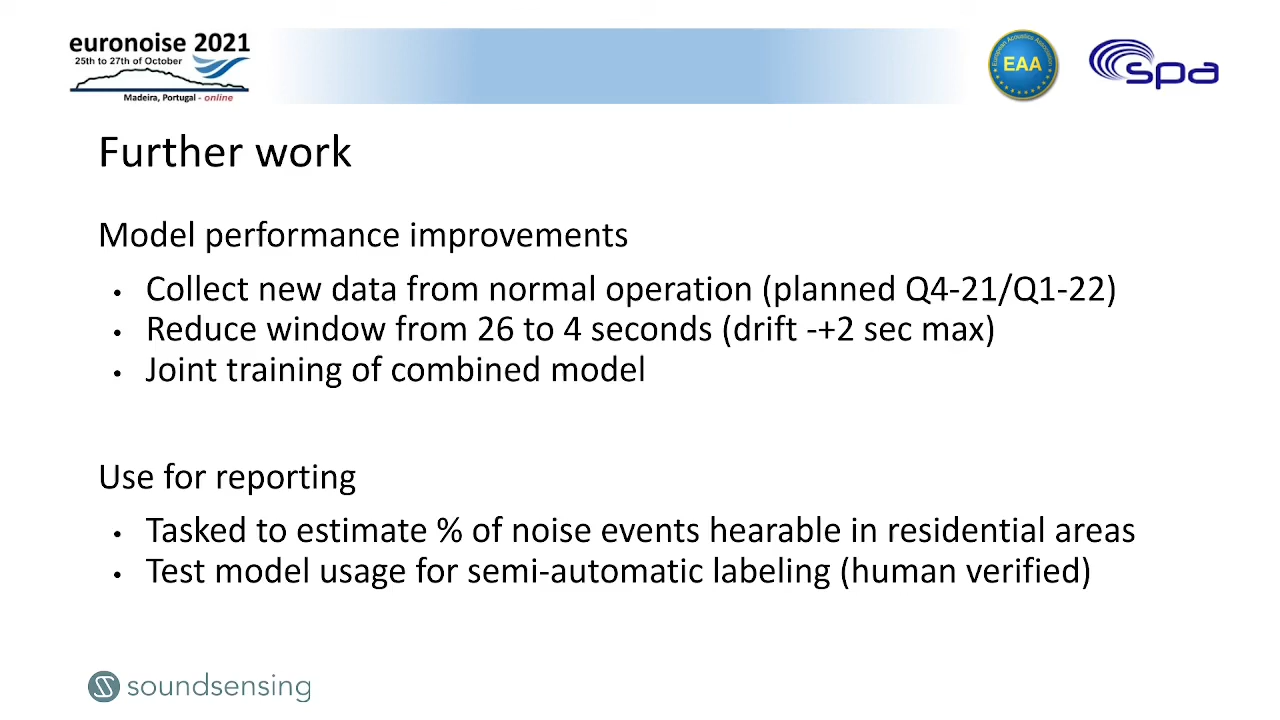 euronoise 2021
25th to 27th of October
Madeira, Portugal - online
European Acoustics Association
EAA
spa
Further work
Model performance improvements
• Collect new data from normal operation (planned Q4-21/Q1-22)
• Reduce window from 26 to 4 seconds (drift -+2 sec max)
• Joint training of combined model
Use for reporting
• Tasked to estimate % of noise events hearable in residential areas
• Test model usage for semi-automatic labeling (human verified)
soundsensing